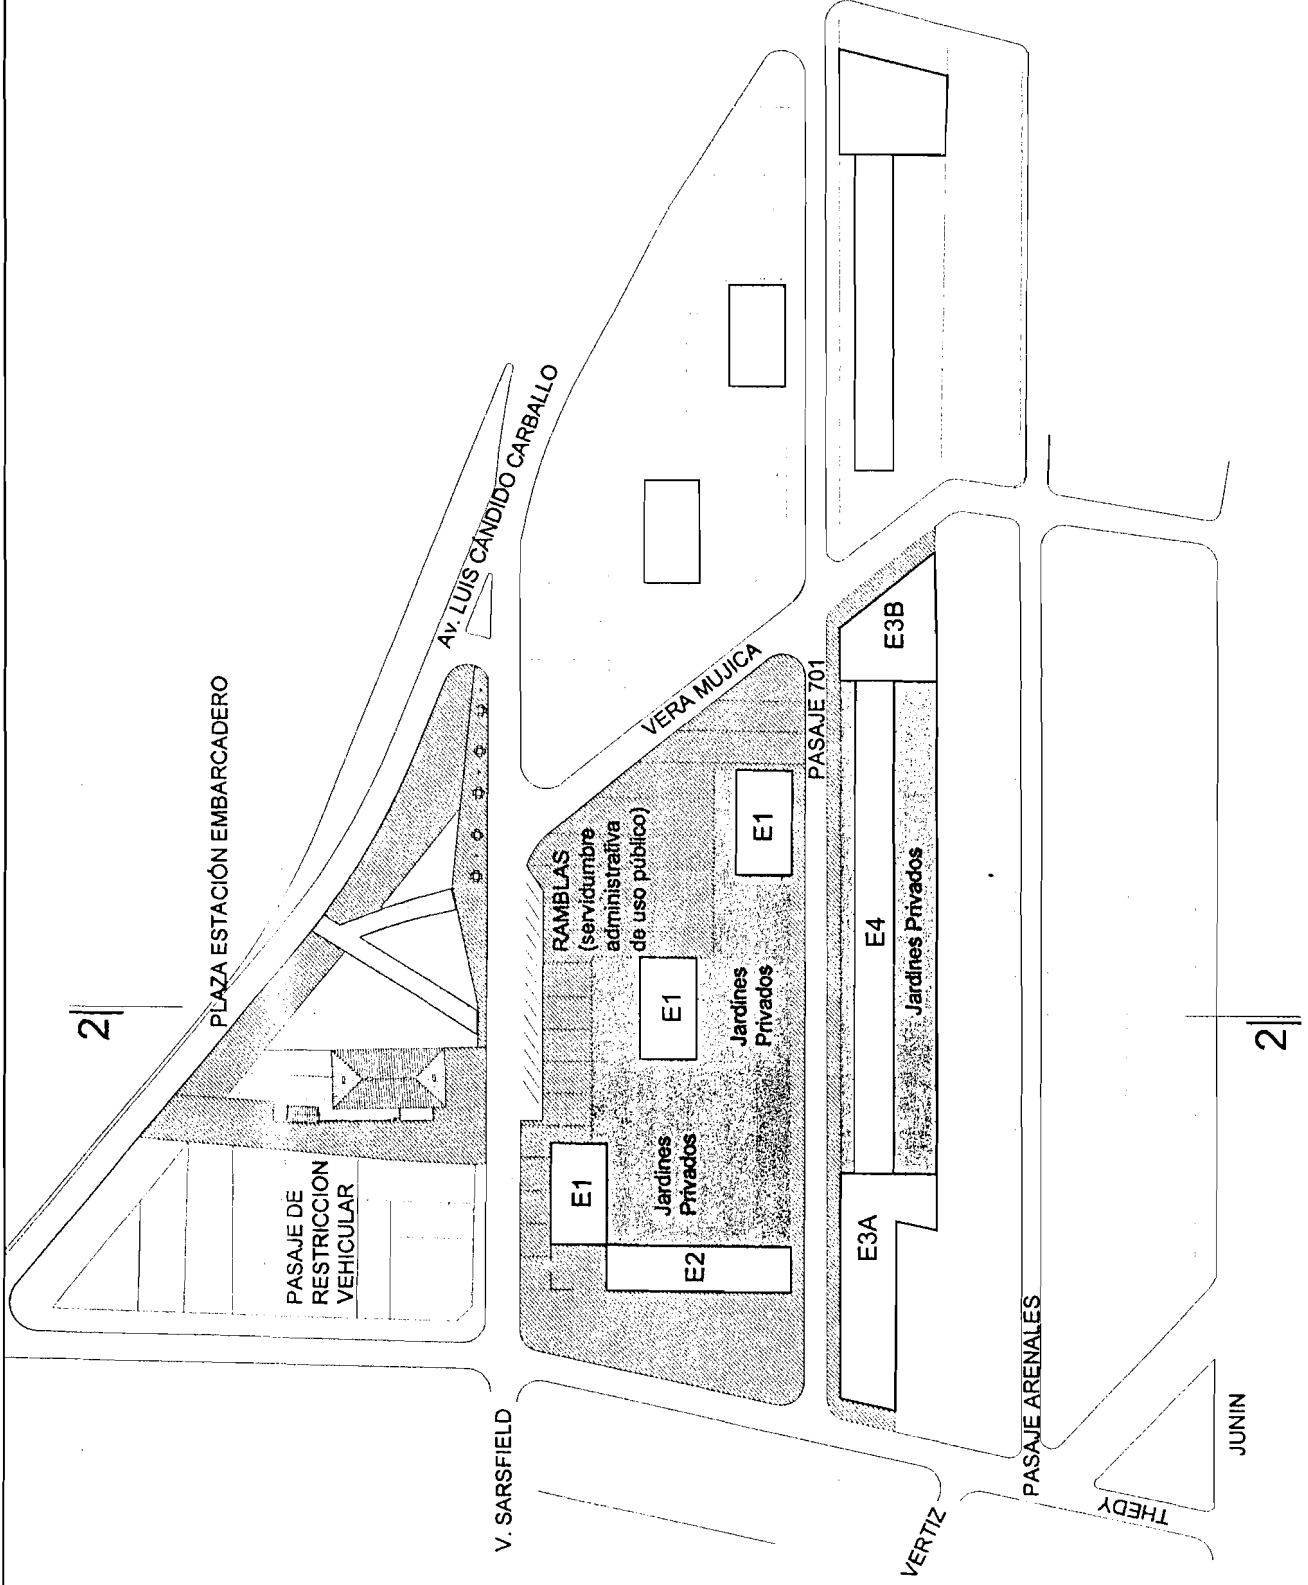 PLAZA ESTACIÓN EMBARCADERO
2
Av. LUIS CÁNDIDO CARBALLO
PASAJE DE
RESTRICCION
VEHICULAR
V. SARSFIELD
VERA MUJICA
RAMBLAS
(servidumbre
administrativa
de uso público)
E1
E1
E1
E2
Jardines
Privados
Jardines
Privados
PASAJE 701
E3A
E4
E3B
Jardines Privados
PASAJE ARENALES
VERTIZ
THEDY
JUNIN
2